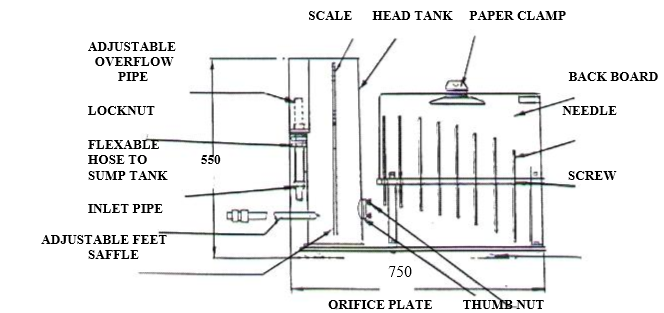 SCALE HEAD TANK PAPER CLAMP
ADJUSTABLE
OVERFLOW
PIPE
BACK BOARD
LOCKNUT
NEEDLE
FLEXABLE
HOSE TO
SUMP TANK
550
SCREW
INLET PIPE
ADJUSTABLE FEET
SAFFLE
750
ORIFICE PLATE THUMB NUT